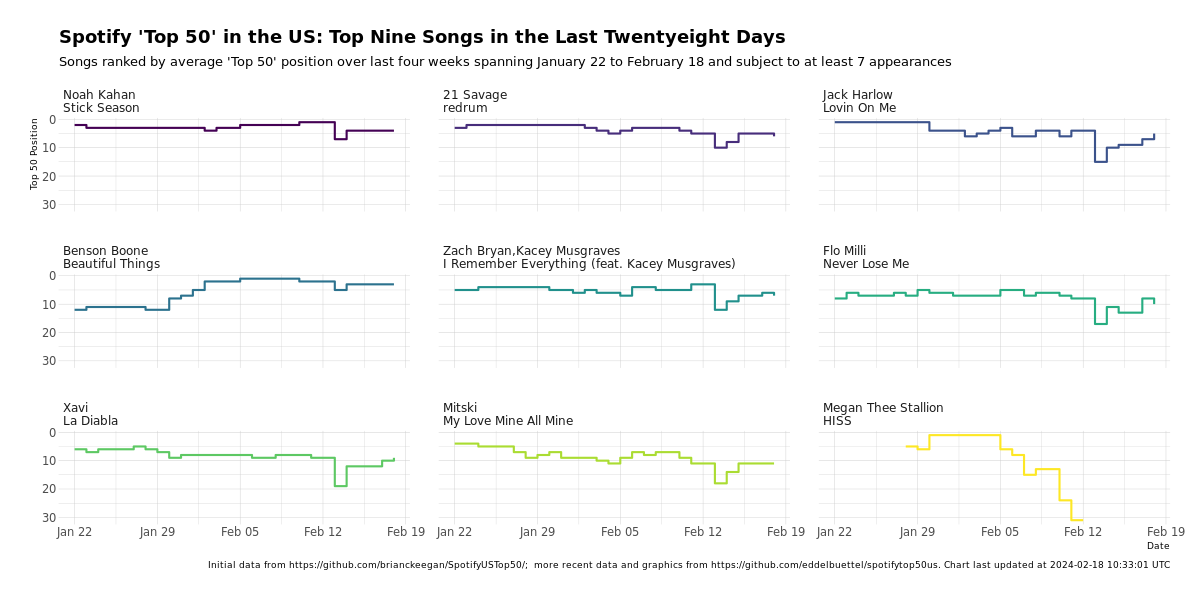 Spotify 'Top 50' in the US: Top Nine Songs in the Last Twentyeight Days
Songs ranked by average 'Top 50' position over last four weeks spanning January 22 to February 18 and subject to at least 7 appearances
Noah Kahan
Stick Season
21 Savage
redrum
Jack Harlow
Lovin On Me
Top 50 Position
0
10
20
30
Benson Boone
Beautiful Things
Zach Bryan,Kacey Musgraves
I Remember Everything (feat. Kacey Musgraves)
Flo Milli
Never Lose Me
0
10
20
30
Xavi
La Diabla
Mitski
My Love Mine All Mine
Megan Thee Stallion
HISS
0
10
20
30
Jan 22 Jan 29 Feb 05 Feb 12 Feb 19 Jan 22 Jan 29 Feb 05 Feb 12 Feb 19 Jan 22 Jan 29 Feb 05 Feb 12 Feb 19
Date
Initial data from https://github.com/brianckeegan/SpotifyUSTop50/; more recent data and graphics from https://github.com/eddelbuettel/spotifytop50us. Chart last updated at 2024-02-18 10:33:01 UTC